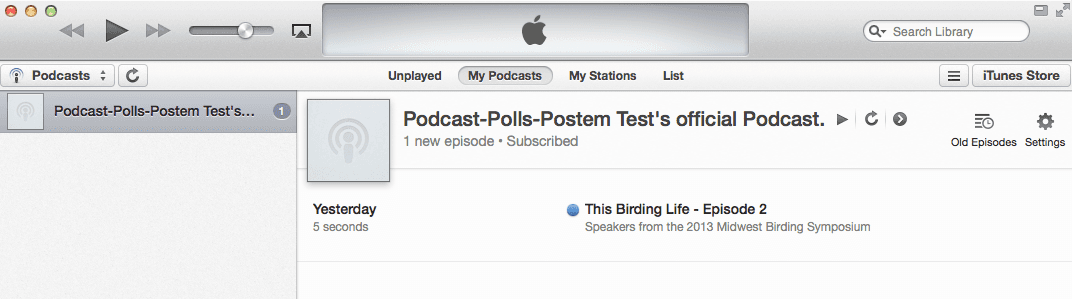 Search Library
Podcasts
Unplayed
My Podcasts
My Stations
List
iTunes Store
Podcast-Polls-Postem Test's...
1
Podcast-Polls-Postem Test's official Podcast.
1 new episode • Subscribed
Old Episodes
Settings
Yesterday
5 seconds
This Birding Life - Episode 2
Speakers from the 2013 Midwest Birding Symposium